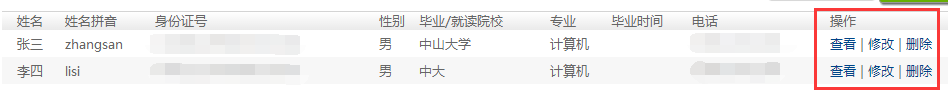 姓名 姓名拼音 身份证号 性别 毕业/就读院校 专业 毕业时间 电话 操作
张三 zhangsan 男 中山大学 计算机 查看 | 修改 | 删除
李四 lisi 男 中大 计算机 查看 | 修改 | 删除